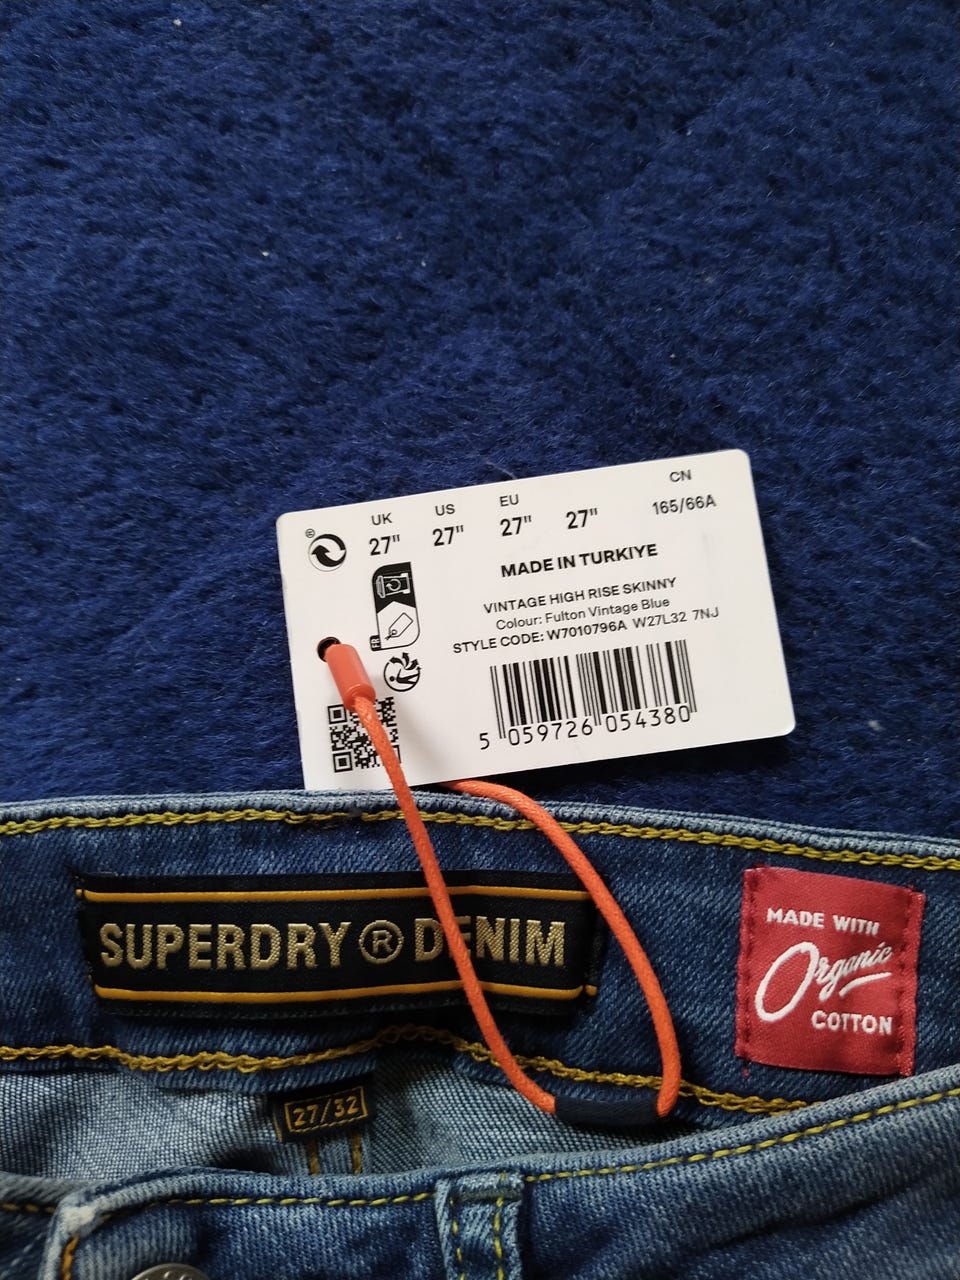 UK US EU CN
27" 27" 27" 27" 165/66A
MADE IN TURKIYE
VINTAGE HIGH RISE SKINNY
Colour: Fulton Vintage Blue
STYLE CODE: W7010796A W27L32 7NJ
FR
5 059726 054380
SUPERDRY ® DENIM
MADE WITH
Organic
COTTON
27/32